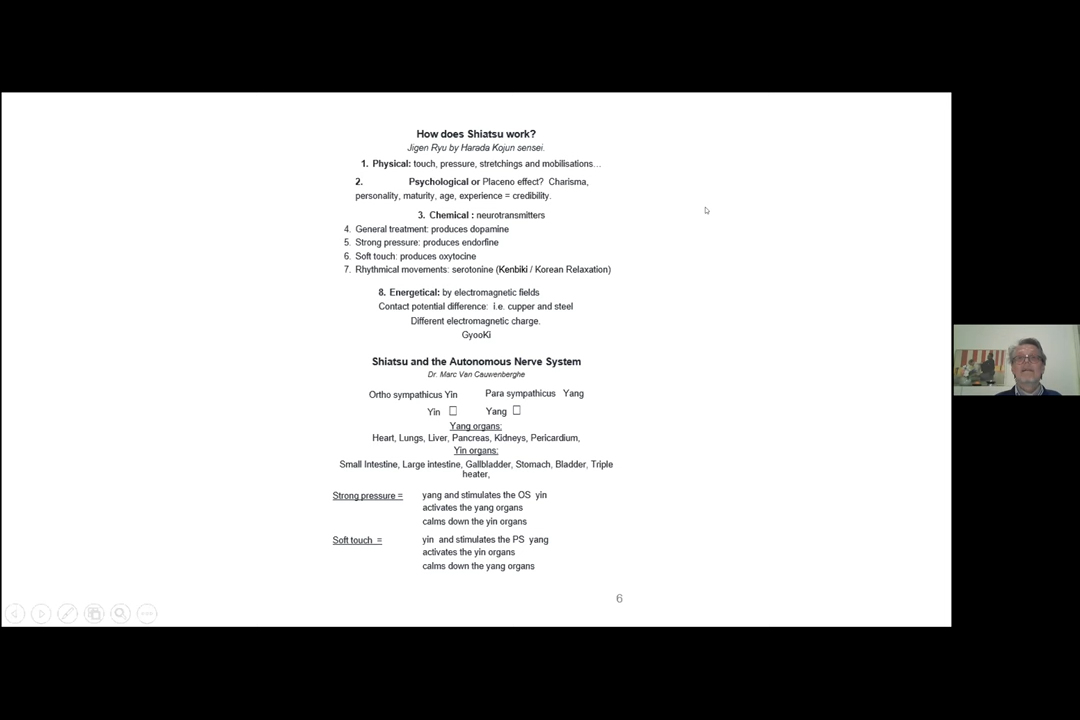 How does Shiatsu work?
Jigen Ryu by Harada Kojun sensei.
1. Physical: touch, pressure, stretchings and mobilisations…
2. Psychological or Placeno effect? Charisma,
personality, maturity, age, experience = credibility.
3. Chemical : neurotransmitters
4. General treatment: produces dopamine
5. Strong pressure: produces endorfine
6. Soft touch: produces oxytocine
7. Rhythmical movements: serotonine (Kenbiki / Korean Relaxation)
8. Energetical: by electromagnetic fields
Contact potential difference: i.e. cupper and steel
Different electromagnetic charge.
GyooKi
Shiatsu and the Autonomous Nerve System
Dr. Marc Van Cauwenberghe
Ortho sympathicus Yin Para sympathicus Yang
Yin □ Yang □
Yang organs:
Heart, Lungs, Liver, Pancreas, Kidneys, Pericardium,
Yin organs:
Small Intestine, Large intestine, Gallbladder, Stomach, Bladder, Triple
heater,
Strong pressure = yang and stimulates the OS yin
activates the yang organs
calms down the yin organs
Soft touch = yin and stimulates the PS yang
activates the yin organs
calms down the yang organs
6